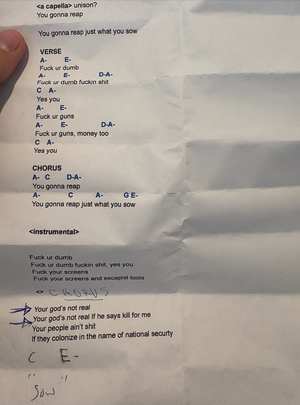 <a capella> unison?
You gonna reap
You gonna reap just what you sow
VERSE
A- E-
Fuck ur dumb
A- E- D-A-
Fuck ur dumb fuckin shit
C A-
Yes you
A- E-
Fuck ur guns
A- E- D-A-
Fuck ur guns, money too
C A-
Yes you
CHORUS
A- C D-A-
You gonna reap
A- C A- G E-
You gonna reap just what you sow
<instrumental>
Fuck ur dumb
Fuck ur dumb fuckin shit, yes you
Fuck your screens
Fuck your screens and escapist tools
CHORUS
Your god's not real
Your god's not real If he says kill for me
Your people ain't shit
If they colonize in the name of national securty
C E-
"Sow"